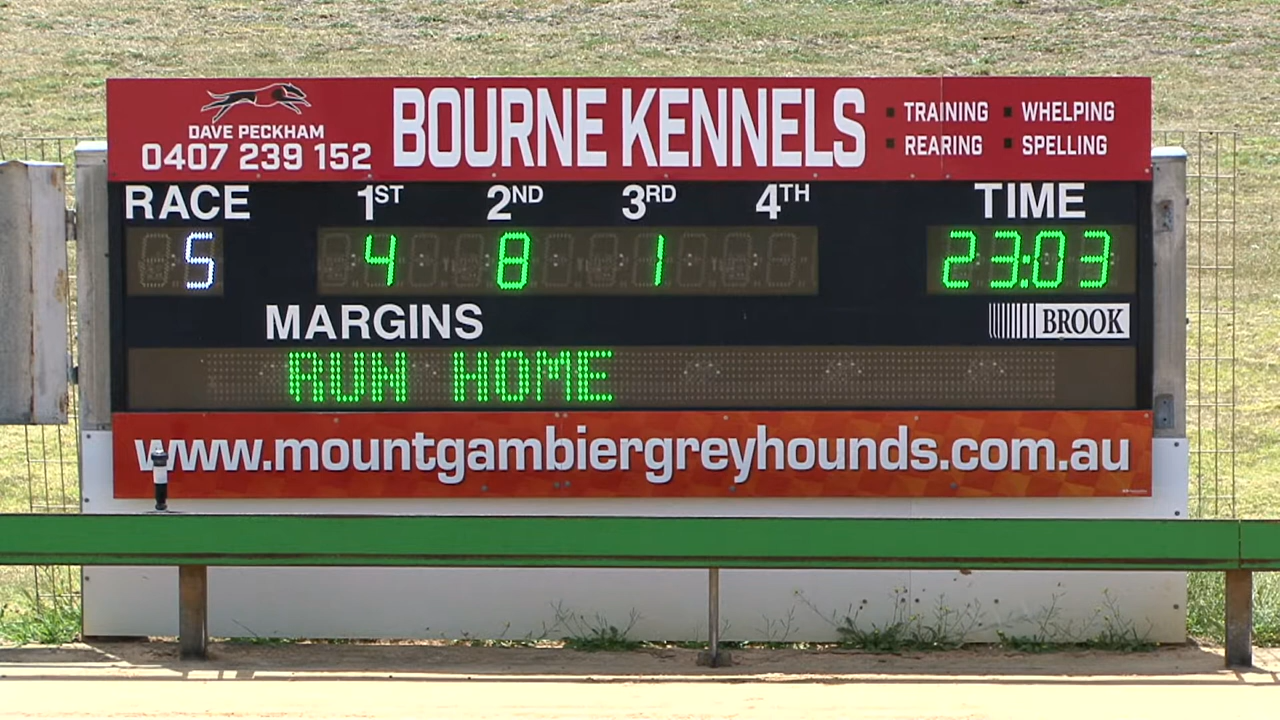 BOURNE KENNELS
DAVE PECKHAM
0407 239 152
TRAINING WHELPING
REARING SPELLING
RACE 1ST 2ND 3RD 4TH TIME
5 4 8 1 23:03
MARGINS
BROOK
RUN HOME
www.mountgambiergreyhounds.com.au